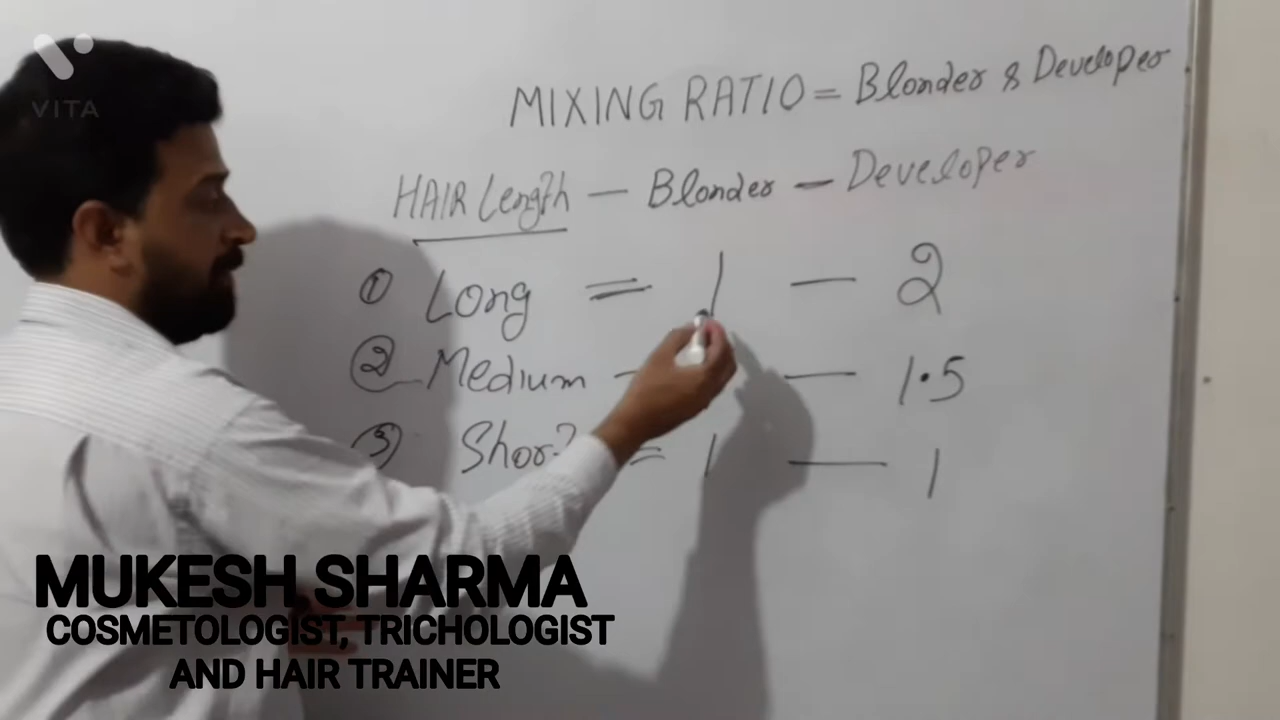 VITA
MIXING RATIO = Blonder & Developer
HAIR Length — Blonder — Developer
① Long = 1 — 2
② Medium - — 1.5
③ Short = 1 — 1
MUKESH SHARMA
COSMETOLOGIST, TRICHOLOGIST
AND HAIR TRAINER